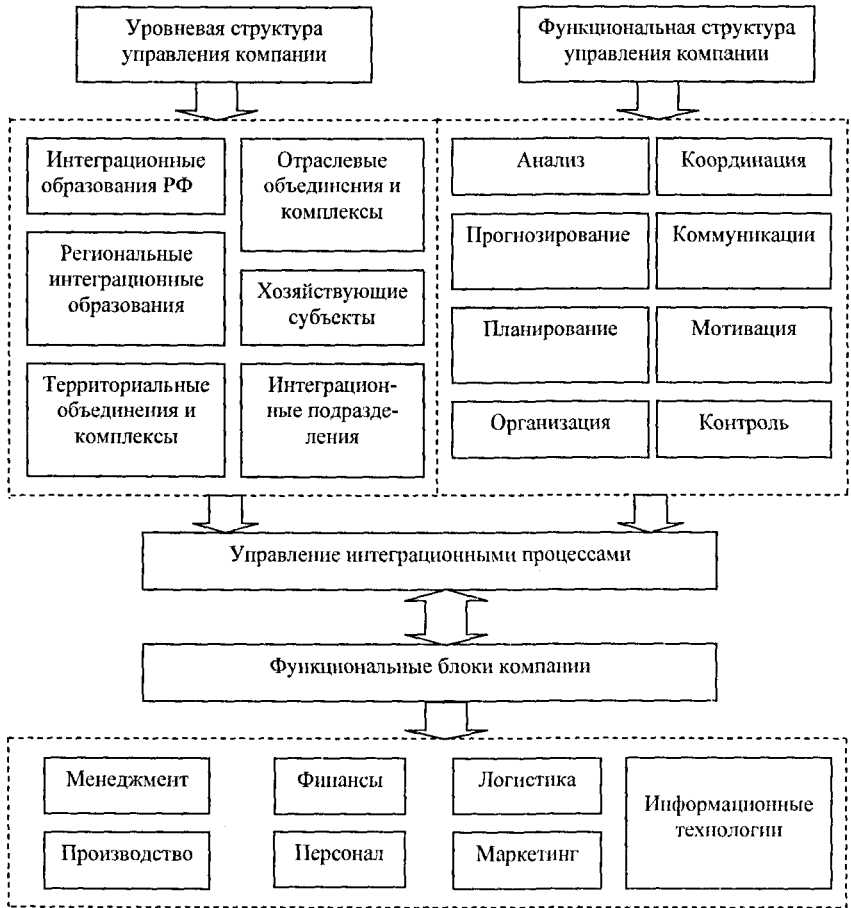 Уровневая структура
управления компании
Функциональная структура
управления компании
Интеграционные
образования РФ
Региональные
интеграционные
образования
Территориальные
объединения и
комплексы
Отраслевые
объединения и
комплексы
Хозяйствующие
субъекты
Интеграцион-
ные подразде-
ления
Анализ
Координация
Прогнозирование
Коммуникации
Планирование
Мотивация
Организация
Контроль
Управление интеграционными процессами
Функциональные блоки компании
Менеджмент
Финансы
Логистика
Информационные
технологии
Производство
Персонал
Маркетинг